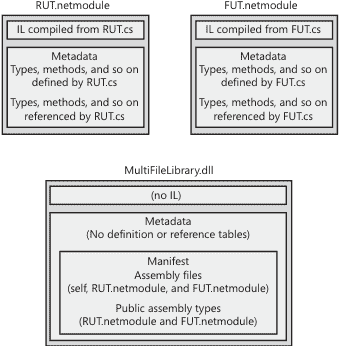 RUT.netmodule
IL compiled from RUT.cs
Metadata
Types, methods, and so on
defined by RUT.cs
Types, methods, and so on
referenced by RUT.cs
FUT.netmodule
IL compiled from FUT.cs
Metadata
Types, methods, and so on
defined by FUT.cs
Types, methods, and so on
referenced by FUT.cs
MultiFileLibrary.dll
(no IL)
Metadata
(No definition or reference tables)
Manifest
Assembly files
(self, RUT.netmodule, and FUT.netmodule)
Public assembly types
(RUT.netmodule and FUT.netmodule)